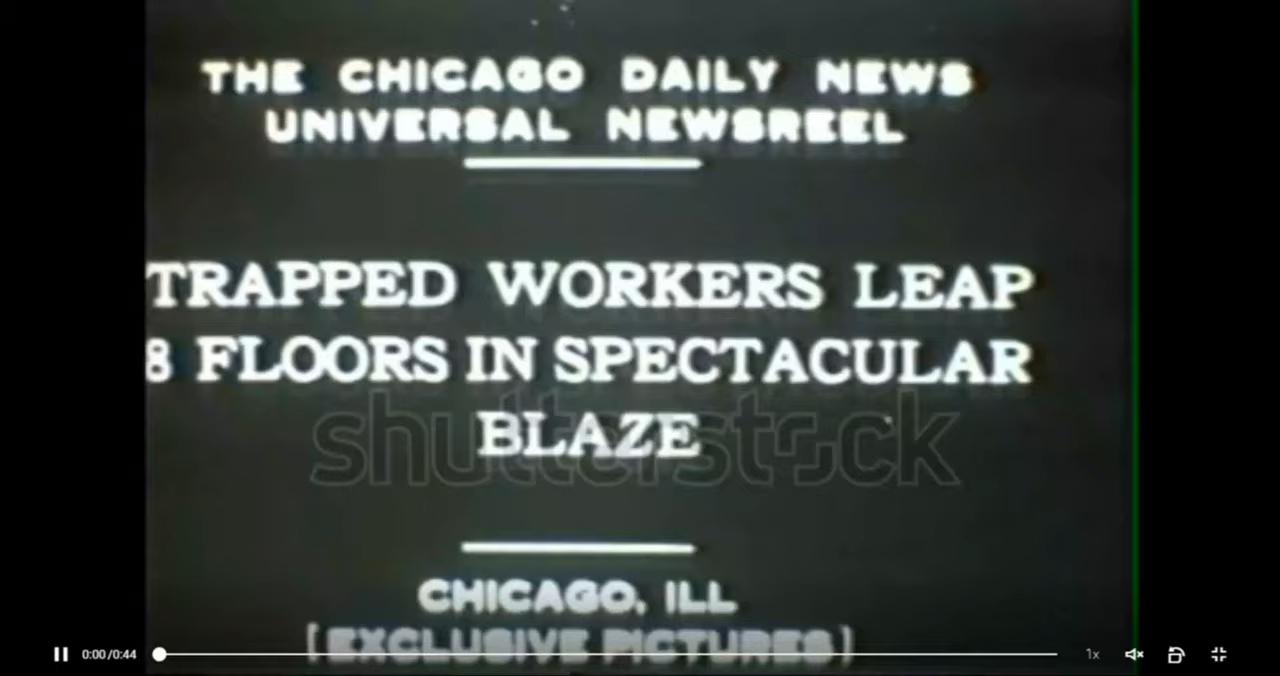 THE CHICAGO DAILY NEWS
UNIVERSAL NEWSREEL
TRAPPED WORKERS LEAP
8 FLOORS IN SPECTACULAR
BLAZE
shutterstock
CHICAGO, ILL
(EXCLUSIVE PICTURES)
0:00/0:44
1x